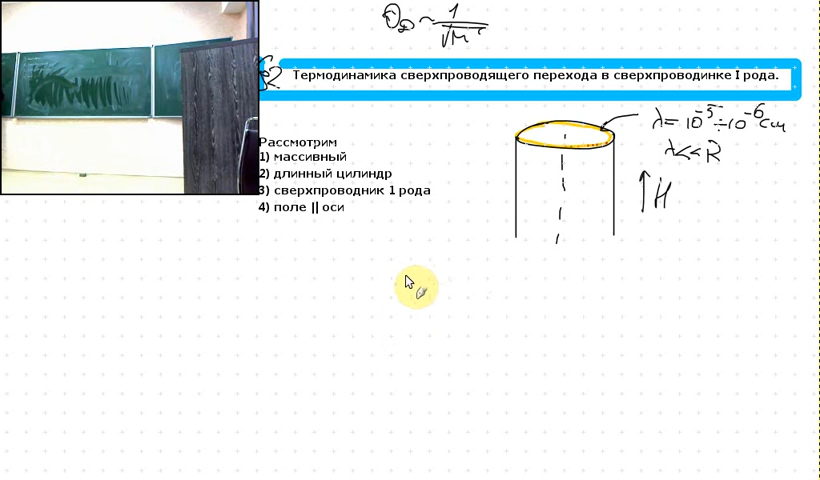 Θ_D ~ 1/√M
§2 Термодинамика сверхпроводящего перехода в сверхпроводинке I рода.
λ = 10⁻⁵ ÷ 10⁻⁶ см
λ << R
Рассмотрим
1) массивный
2) длинный цилиндр
3) сверхпроводник 1 рода
4) поле || оси
H